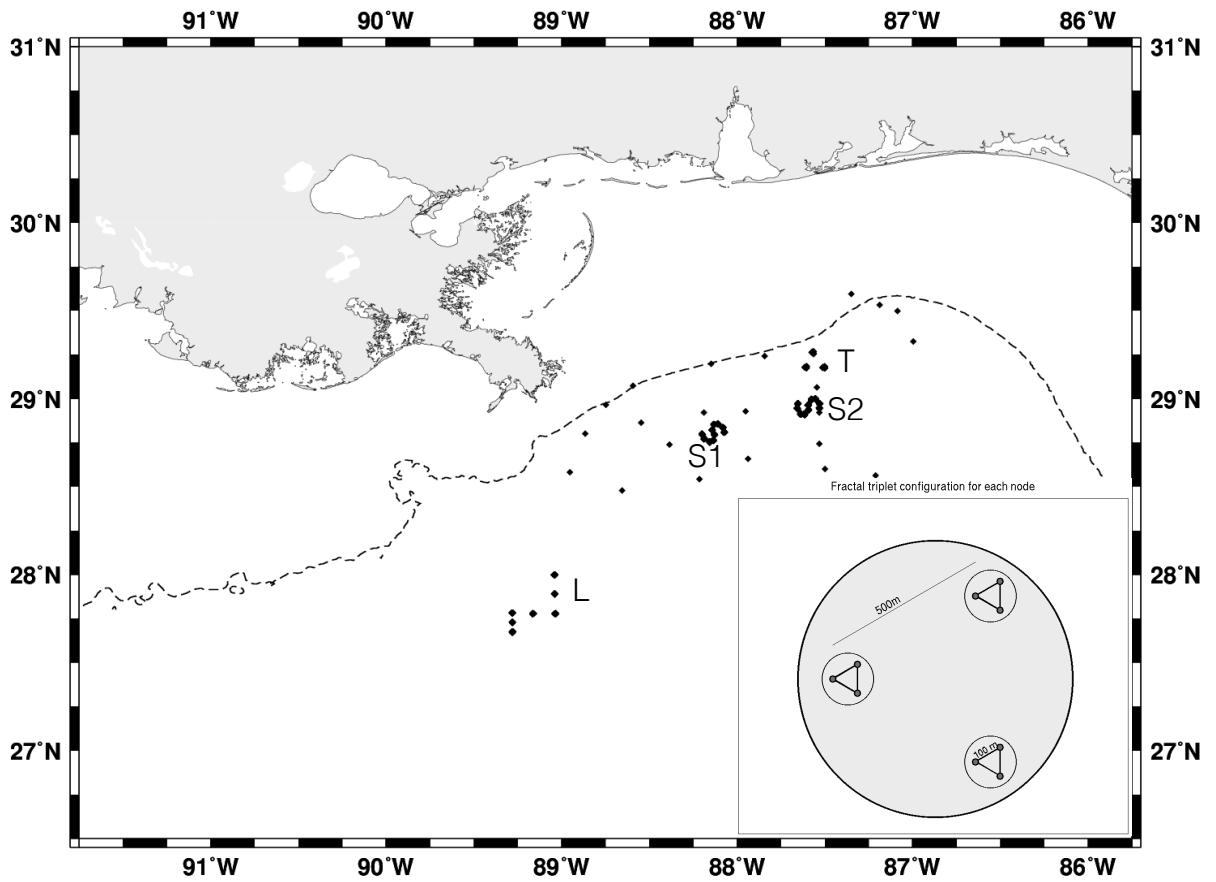 91˚W 90˚W 89˚W 88˚W 87˚W 86˚W
31˚N 31˚N
30˚N 30˚N
T
29˚N S2 29˚N
S1
Fractal triplet configuration for each node
28˚N L 28˚N
500m
27˚N 100 m 27˚N
91˚W 90˚W 89˚W 88˚W 87˚W 86˚W